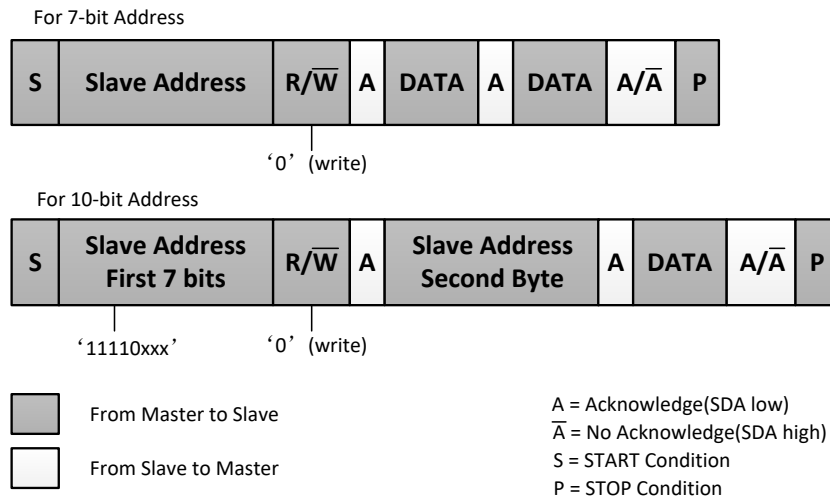 For 7-bit Address
S Slave Address R/W̅ A DATA A DATA A/A̅ P
‘0’ (write)
For 10-bit Address
S Slave Address First 7 bits R/W̅ A Slave Address Second Byte A DATA A/A̅ P
‘11110xxx’ ‘0’ (write)
From Master to Slave
From Slave to Master
A = Acknowledge(SDA low)
A̅ = No Acknowledge(SDA high)
S = START Condition
P = STOP Condition